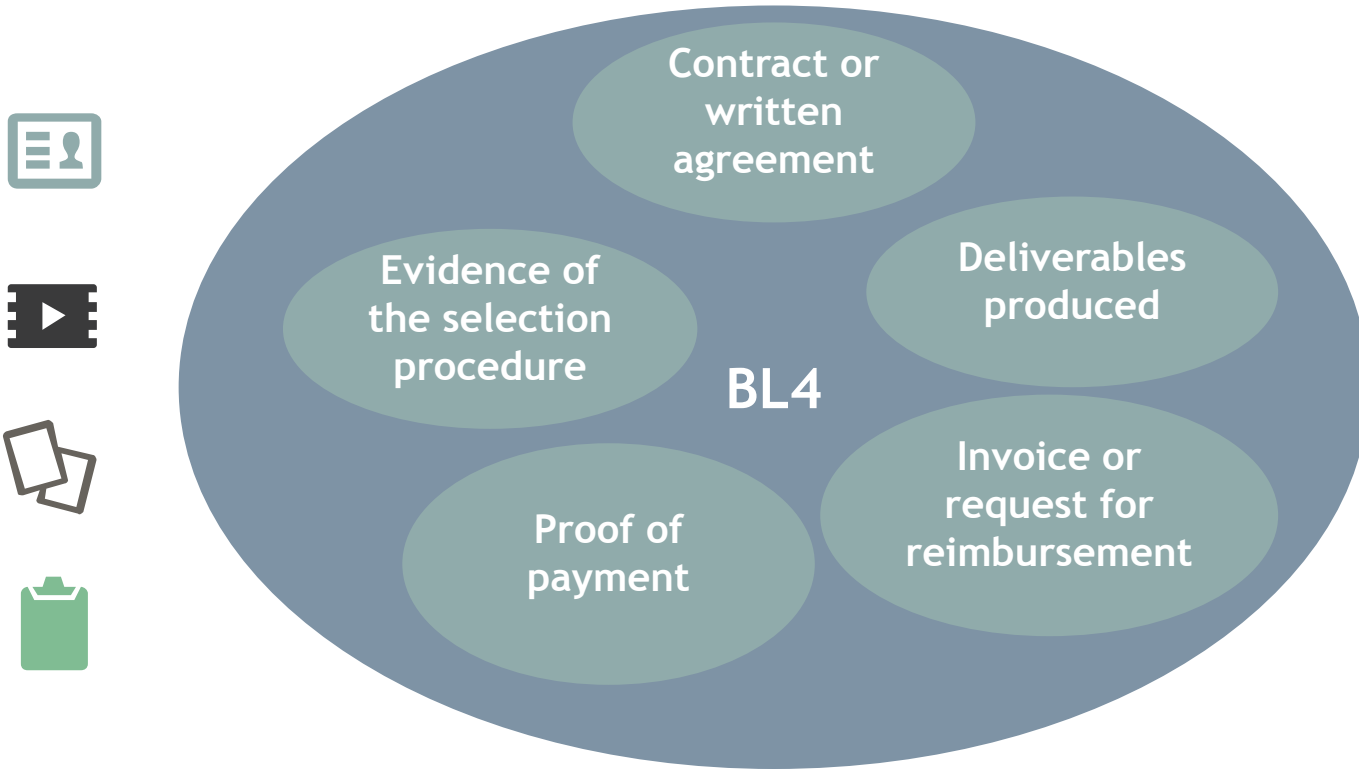 Contract or
written
agreement
Evidence of
the selection
procedure
Deliverables
produced
BL4
Invoice or
request for
reimbursement
Proof of
payment